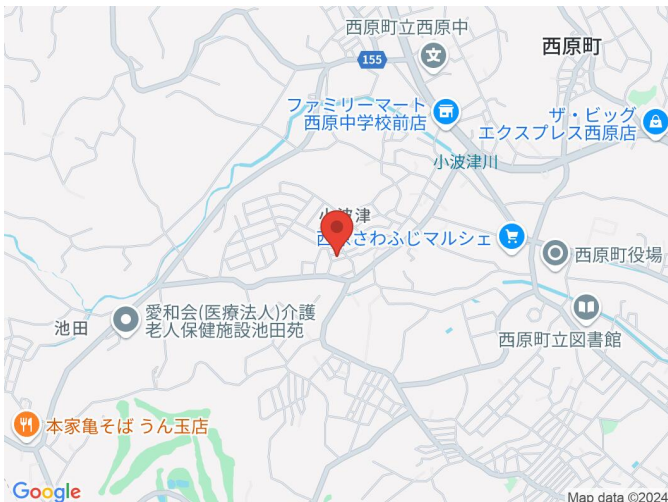 西原町立西原中
文
西原町
155
ファミリーマート
西原中学校前店
ザ・ビッグ
エクスプレス西原店
小波津川
小波津
西原さわふじマルシェ
西原町役場
愛和会(医療法人)介護
老人保健施設池田苑
池田
西原町立図書館
本家亀そば うん玉店
Google
Map data ©2024